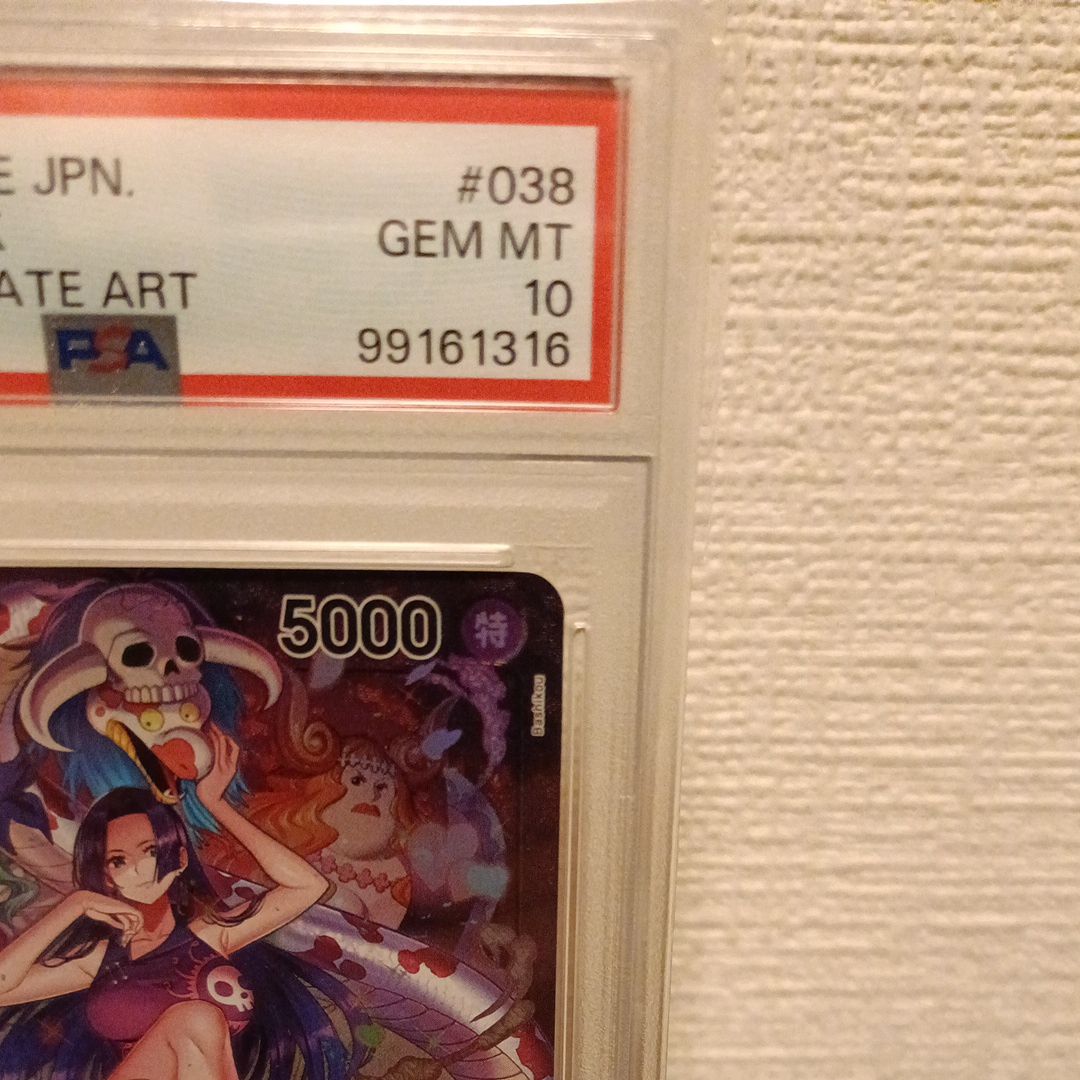 E JPN.
#038
GEM MT
ATE ART
10
PSA
99161316
5000
特
Bashikou